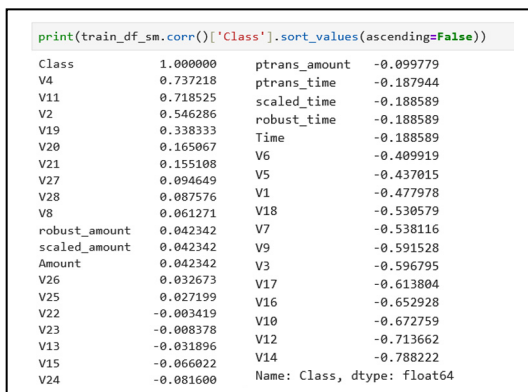 print(train_df_sm.corr()['Class'].sort_values(ascending=False))
Class 1.000000
V4 0.737218
V11 0.718525
V2 0.546286
V19 0.338333
V20 0.165067
V21 0.155108
V27 0.094649
V28 0.087576
V8 0.061271
robust_amount 0.042342
scaled_amount 0.042342
Amount 0.042342
V26 0.032673
V25 0.027199
V22 -0.003419
V23 -0.008378
V13 -0.031896
V15 -0.066022
V24 -0.081600
ptrans_amount -0.099779
ptrans_time -0.187944
scaled_time -0.188589
robust_time -0.188589
Time -0.188589
V6 -0.409919
V5 -0.437015
V1 -0.477978
V18 -0.530579
V7 -0.538116
V9 -0.591528
V3 -0.596795
V17 -0.613804
V16 -0.652928
V10 -0.672759
V12 -0.713662
V14 -0.788222
Name: Class, dtype: float64